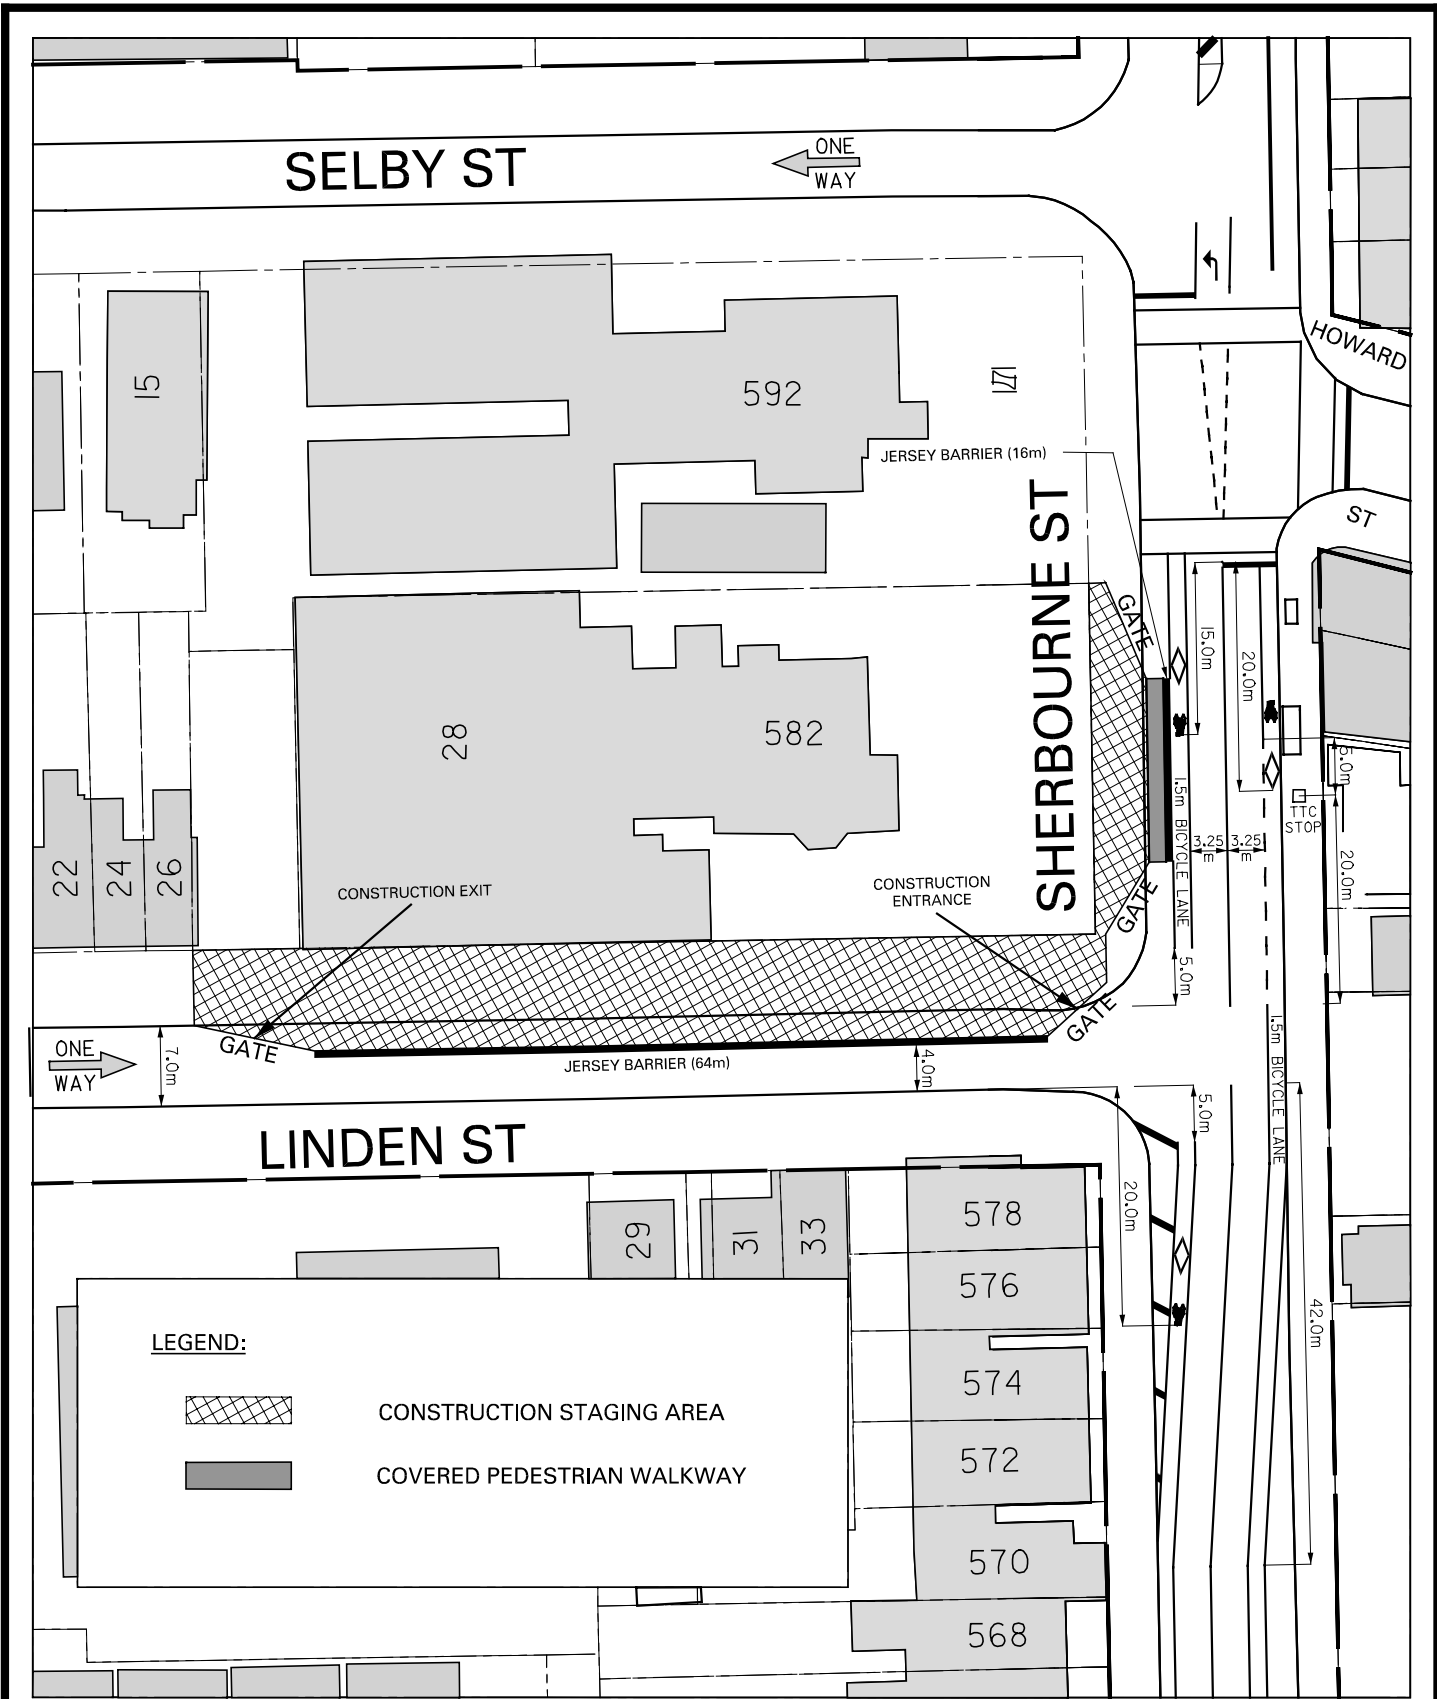 SELBY ST
ONE
WAY
HOWARD
ST
15
592
JERSEY BARRIER (16m)
SHERBOURNE ST
GATE
15.0m
20.0m
28
582
5.0m
TTC
STOP
1.5m BICYCLE LANE
3.25
m
3.25
m
20.0m
22
24
26
CONSTRUCTION EXIT
CONSTRUCTION
ENTRANCE
GATE
5.0m
GATE
GATE
ONE
WAY
7.0m
JERSEY BARRIER (64m)
4.0m
1.5m BICYCLE LANE
5.0m
LINDEN ST
20.0m
29
31
33
578
576
42.0m
LEGEND:
574
CONSTRUCTION STAGING AREA
572
COVERED PEDESTRIAN WALKWAY
570
568